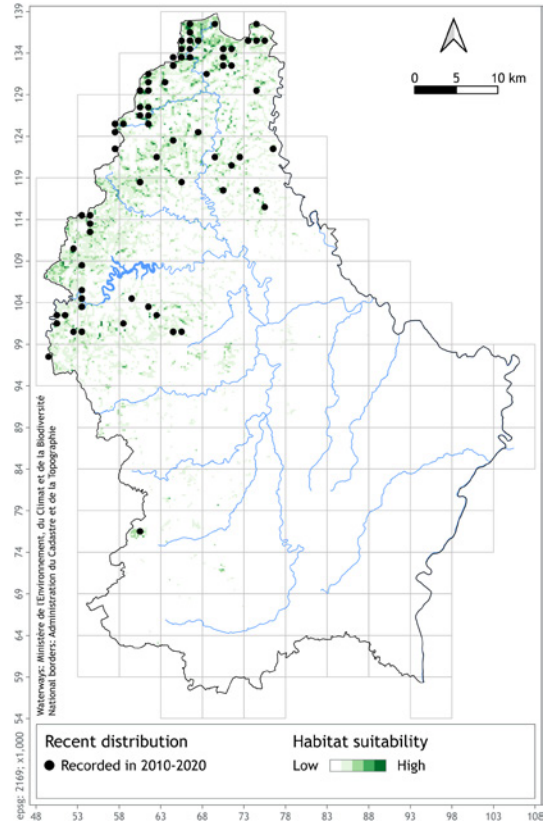 139
134
129
124
119
114
109
104
99
94
89
84
79
74
69
64
59
54
0 5 10 km
Waterways: Ministère de l'Environnement, du Climat et de la Biodiversité
National borders: Administration du Cadastre et de la Topographie
epsg: 2169; x1,000
Recent distribution
Recorded in 2010-2020
Habitat suitability
Low High
48 53 58 63 68 73 78 83 88 93 98 103 108